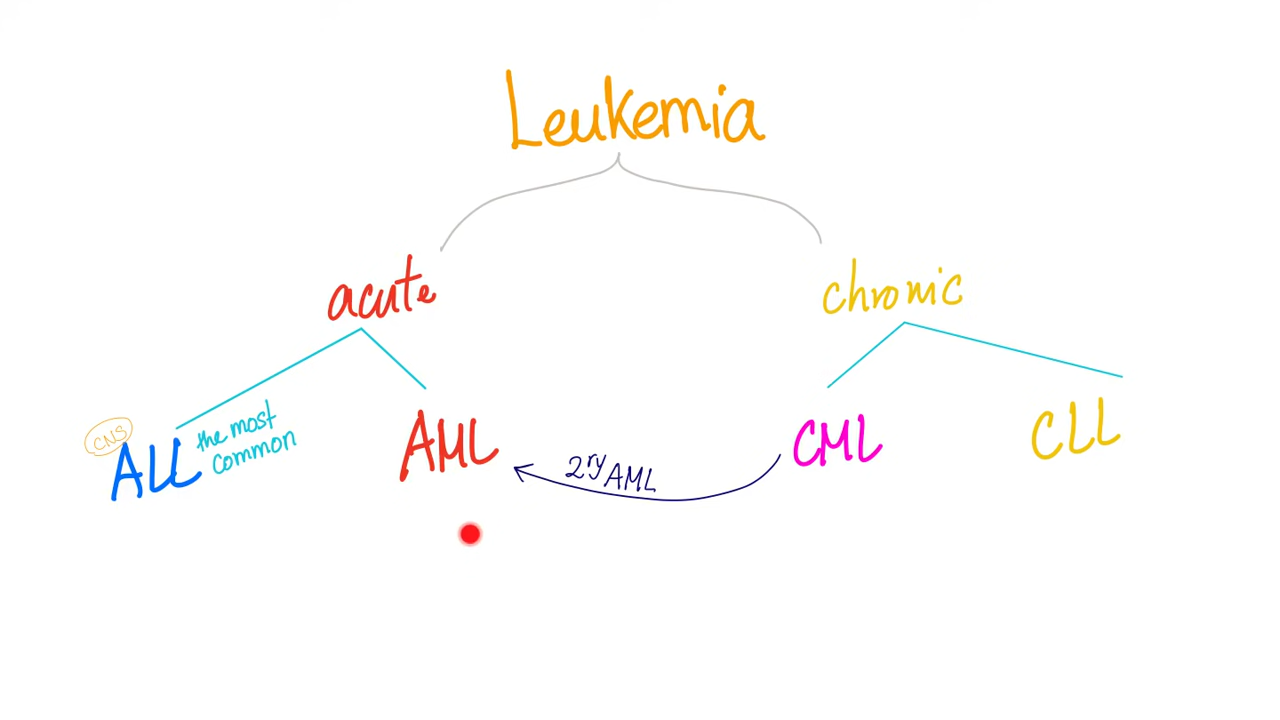 Leukemia
acute
chronic
CNS
ALL
the most
common
AML
2ry AML
CML
CLL